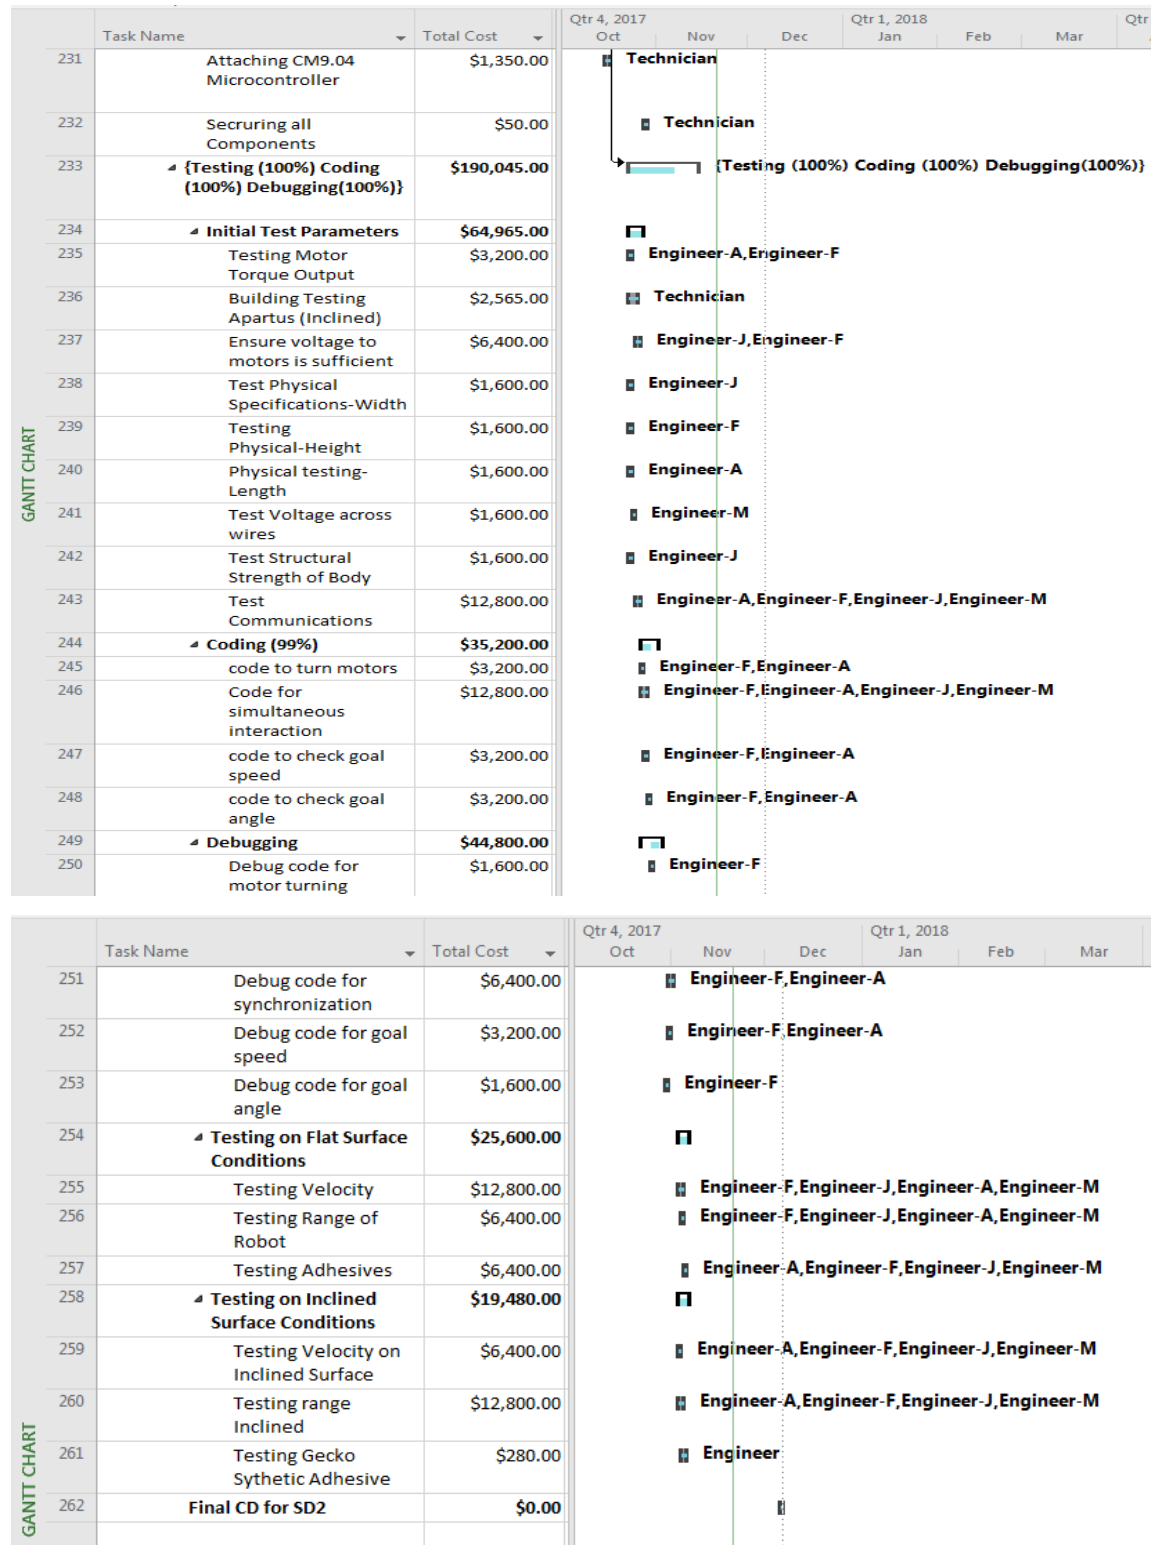 Qtr 4, 2017 Qtr 1, 2018 Qtr
Task Name Total Cost Oct Nov Dec Jan Feb Mar
231 Attaching CM9.04 $1,350.00 Technician
Microcontroller
232 Secruring all $50.00 Technician
Components
233 {Testing (100%) Coding $190,045.00 {Testing (100%) Coding (100%) Debugging(100%)}
(100%) Debugging(100%)}
234 Initial Test Parameters $64,965.00
235 Testing Motor $3,200.00 Engineer-A,Engineer-F
Torque Output
236 Building Testing $2,565.00 Technician
Apartus (Inclined)
237 Ensure voltage to $6,400.00 Engineer-J,Engineer-F
motors is sufficient
238 Test Physical $1,600.00 Engineer-J
Specifications-Width
239 Testing $1,600.00 Engineer-F
Physical-Height
240 Physical testing- $1,600.00 Engineer-A
Length
241 Test Voltage across $1,600.00 Engineer-M
wires
242 Test Structural $1,600.00 Engineer-J
Strength of Body
243 Test $12,800.00 Engineer-A,Engineer-F,Engineer-J,Engineer-M
Communications
244 Coding (99%) $35,200.00
245 code to turn motors $3,200.00 Engineer-F,Engineer-A
246 Code for $12,800.00 Engineer-F,Engineer-A,Engineer-J,Engineer-M
simultaneous
interaction
247 code to check goal $3,200.00 Engineer-F,Engineer-A
speed
248 code to check goal $3,200.00 Engineer-F,Engineer-A
angle
249 Debugging $44,800.00
250 Debug code for $1,600.00 Engineer-F
motor turning
GANTT CHART
Qtr 4, 2017 Qtr 1, 2018
Task Name Total Cost Oct Nov Dec Jan Feb Mar
251 Debug code for $6,400.00 Engineer-F,Engineer-A
synchronization
252 Debug code for goal $3,200.00 Engineer-F,Engineer-A
speed
253 Debug code for goal $1,600.00 Engineer-F
angle
254 Testing on Flat Surface $25,600.00
Conditions
255 Testing Velocity $12,800.00 Engineer-F,Engineer-J,Engineer-A,Engineer-M
256 Testing Range of $6,400.00 Engineer-F,Engineer-J,Engineer-A,Engineer-M
Robot
257 Testing Adhesives $6,400.00 Engineer-A,Engineer-F,Engineer-J,Engineer-M
258 Testing on Inclined $19,480.00
Surface Conditions
259 Testing Velocity on $6,400.00 Engineer-A,Engineer-F,Engineer-J,Engineer-M
Inclined Surface
260 Testing range $12,800.00 Engineer-A,Engineer-F,Engineer-J,Engineer-M
Inclined
261 Testing Gecko $280.00 Engineer
Sythetic Adhesive
262 Final CD for SD2 $0.00
GANTT CHART